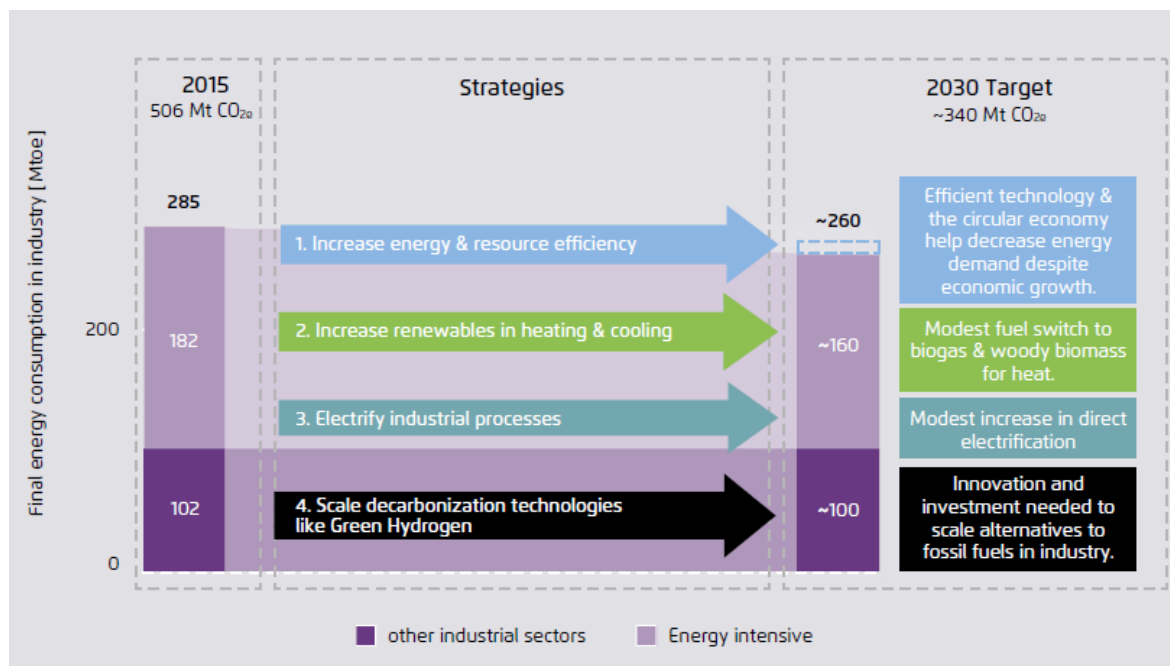 2015
506 Mt CO₂e
Strategies
2030 Target
~340 Mt CO₂e
Final energy consumption in industry [Mtoe]
200
0
285
182
102
1. Increase energy & resource efficiency
2. Increase renewables in heating & cooling
3. Electrify industrial processes
4. Scale decarbonization technologies
like Green Hydrogen
~260
~160
~100
Efficient technology &
the circular economy
help decrease energy
demand despite
economic growth.
Modest fuel switch to
biogas & woody biomass
for heat.
Modest increase in direct
electrification
Innovation and
investment needed to
scale alternatives to
fossil fuels in industry.
other industrial sectors
Energy intensive